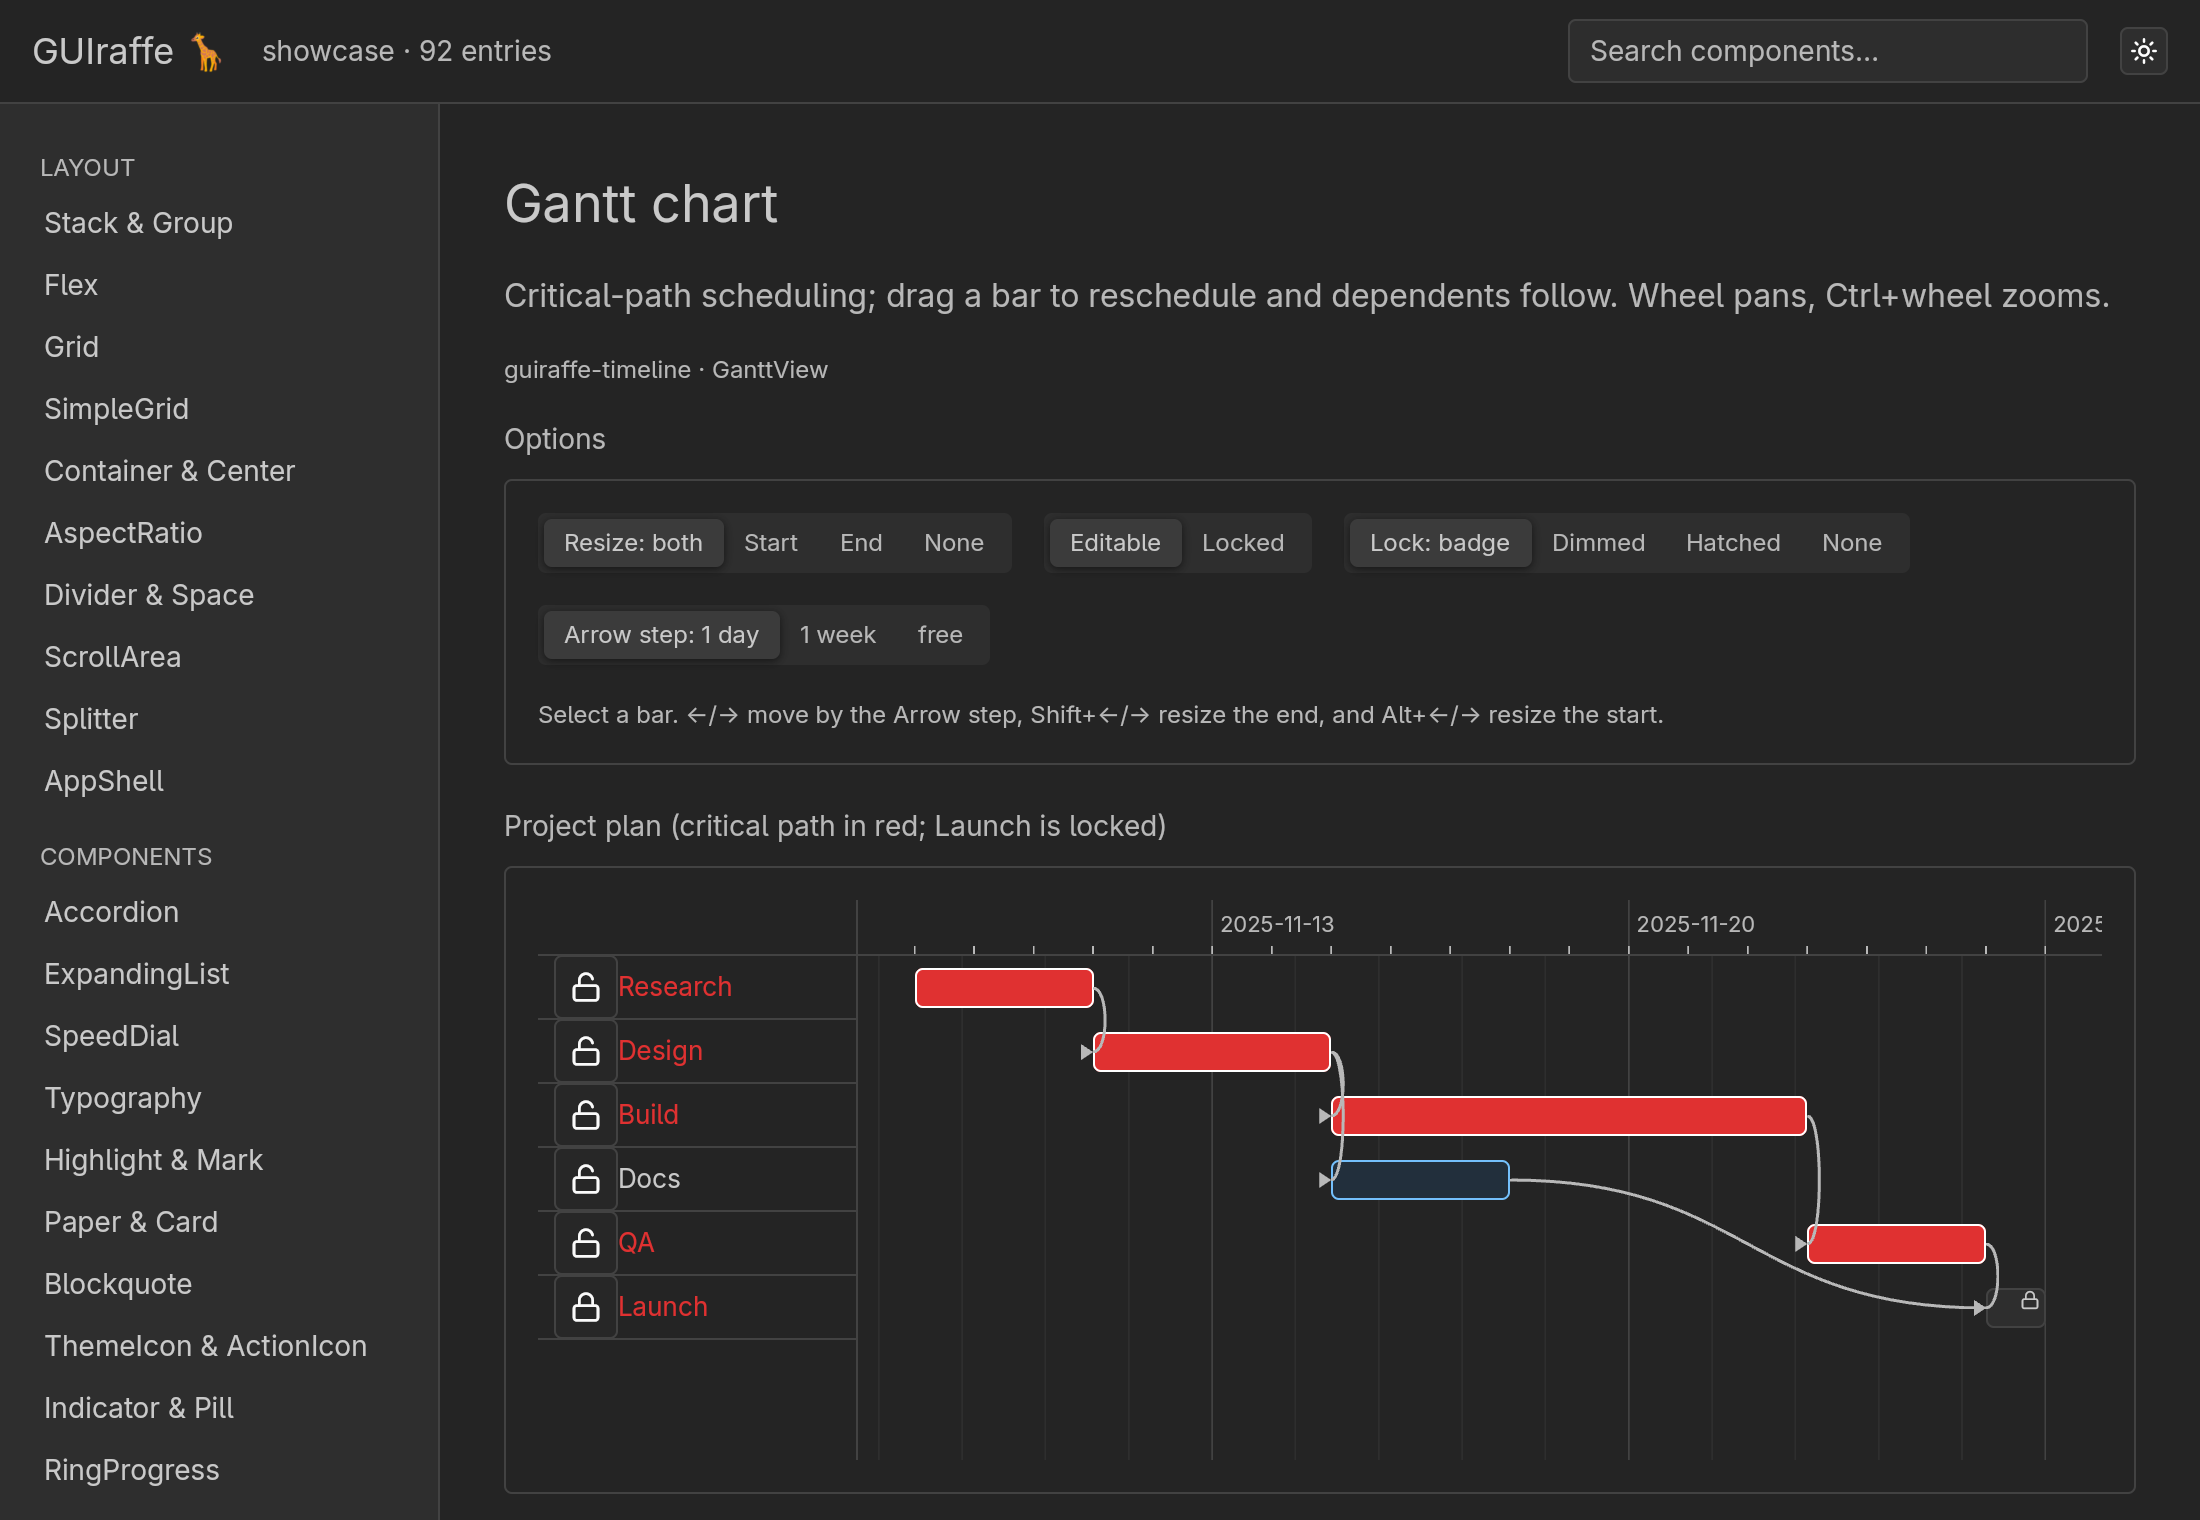 GUIraffe 🦒 showcase · 92 entries Search components...
LAYOUT
Stack & Group
Flex
Grid
SimpleGrid
Container & Center
AspectRatio
Divider & Space
ScrollArea
Splitter
AppShell
COMPONENTS
Accordion
ExpandingList
SpeedDial
Typography
Highlight & Mark
Paper & Card
Blockquote
ThemeIcon & ActionIcon
Indicator & Pill
RingProgress
Gantt chart
Critical-path scheduling; drag a bar to reschedule and dependents follow. Wheel pans, Ctrl+wheel zooms.
guiraffe-timeline · GanttView
Options
Resize: both Start End None Editable Locked Lock: badge Dimmed Hatched None
Arrow step: 1 day 1 week free
Select a bar. ←/→ move by the Arrow step, Shift+←/→ resize the end, and Alt+←/→ resize the start.
Project plan (critical path in red; Launch is locked)
2025-11-13 2025-11-20 2025
Research
Design
Build
Docs
QA
Launch